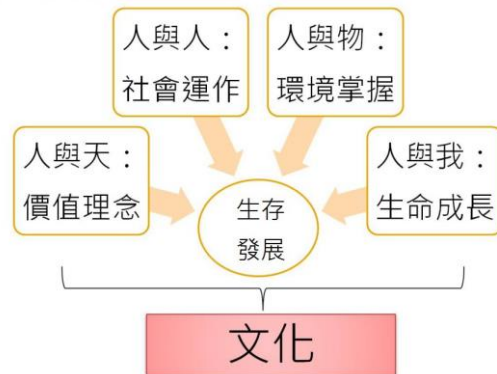 人與人：
社會運作
人與物：
環境掌握
人與天：
價值理念
生存
發展
人與我：
生命成長
文化